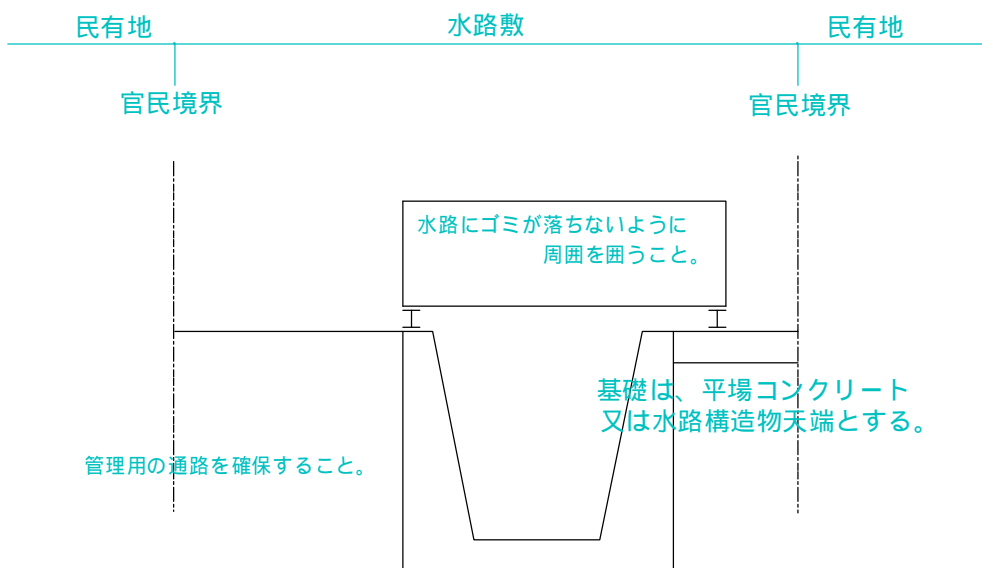 民有地
水路敷
民有地
官民境界
官民境界
水路にゴミが落ちないように
周囲を囲うこと。
基礎は、平場コンクリート
又は水路構造物天端とする。
管理用の通路を確保すること。